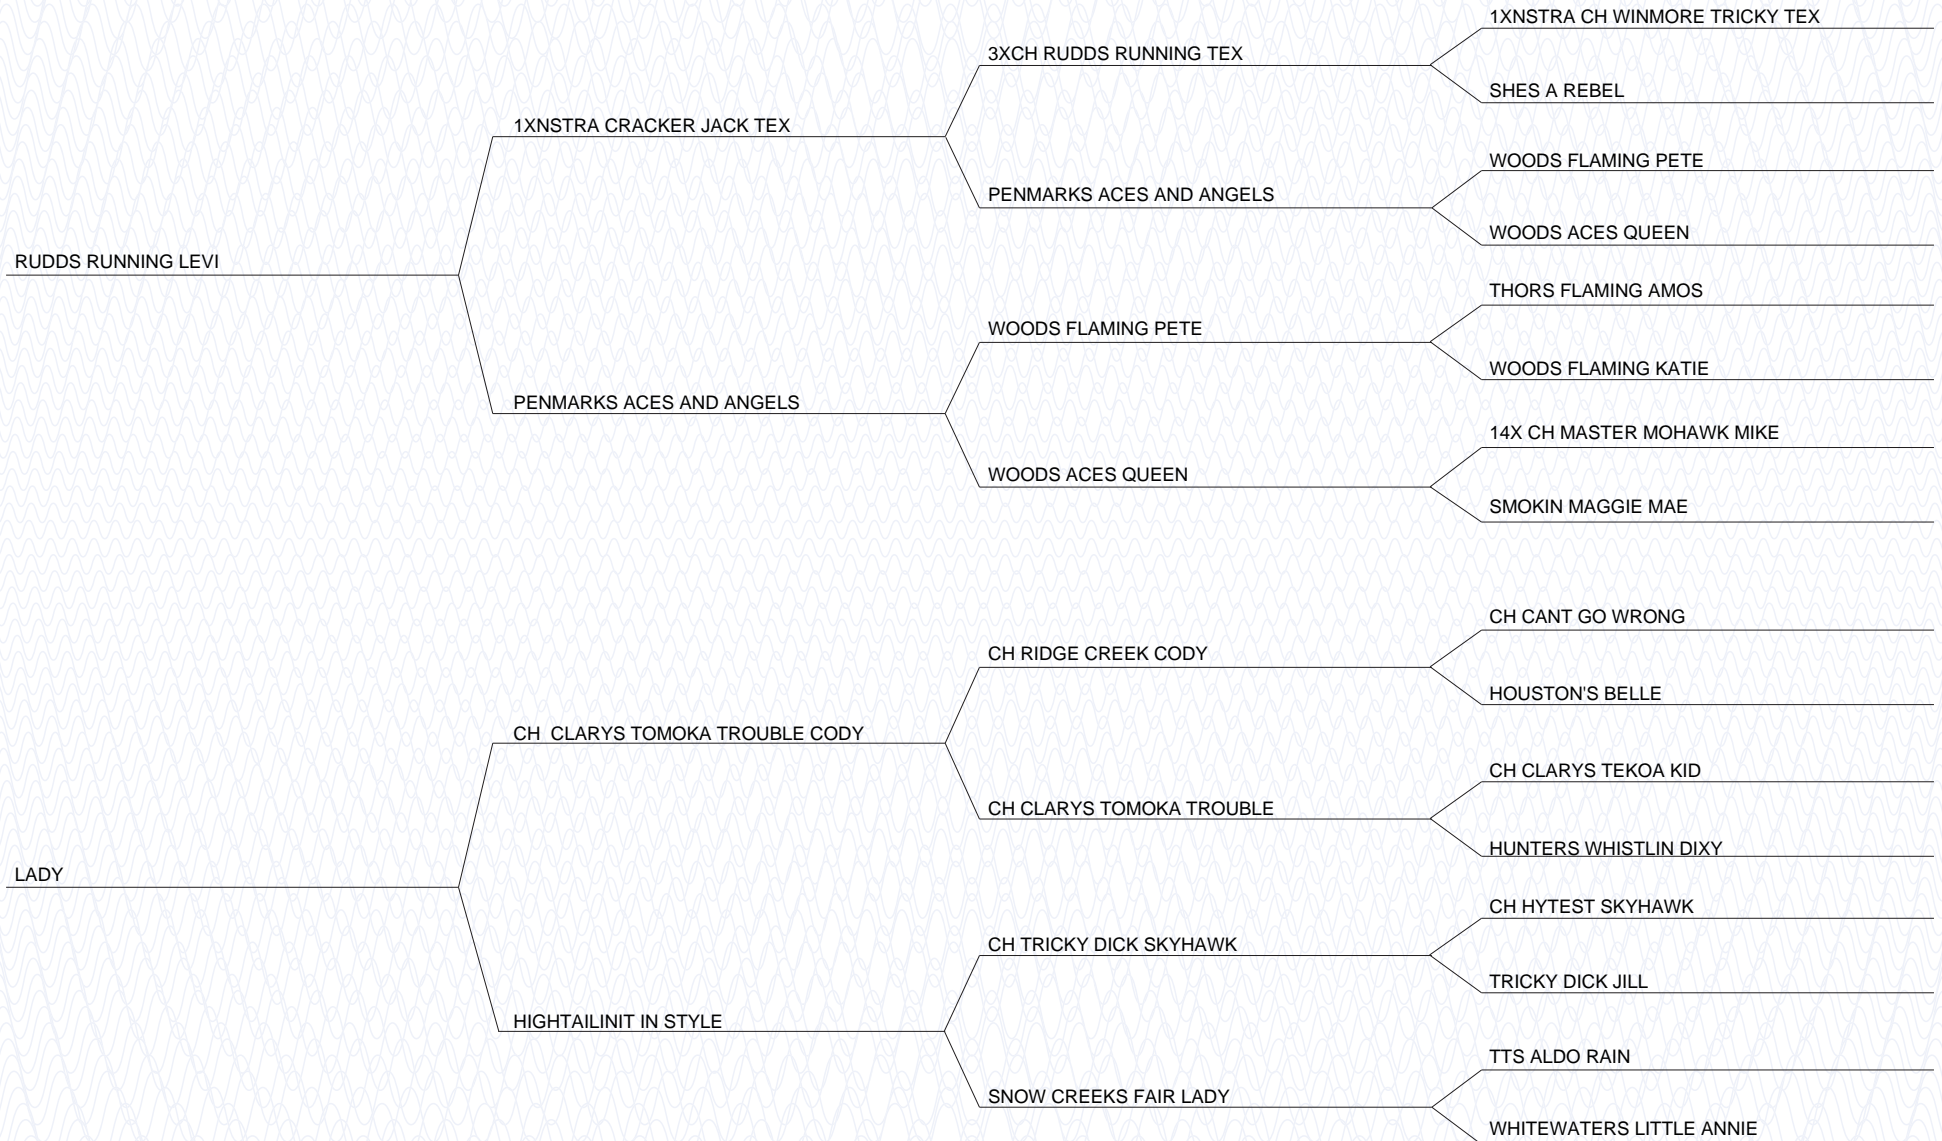 1XNSTRA CH WINMORE TRICKY TEX
3XCH RUDDS RUNNING TEX
SHES A REBEL
1XNSTRA CRACKER JACK TEX
WOODS FLAMING PETE
PENMARKS ACES AND ANGELS
WOODS ACES QUEEN
RUDDS RUNNING LEVI
THORS FLAMING AMOS
WOODS FLAMING PETE
WOODS FLAMING KATIE
PENMARKS ACES AND ANGELS
14X CH MASTER MOHAWK MIKE
WOODS ACES QUEEN
SMOKIN MAGGIE MAE
CH CANT GO WRONG
CH RIDGE CREEK CODY
HOUSTON'S BELLE
CH  CLARYS TOMOKA TROUBLE CODY
CH CLARYS TEKOA KID
CH CLARYS TOMOKA TROUBLE
HUNTERS WHISTLIN DIXY
LADY
CH HYTEST SKYHAWK
CH TRICKY DICK SKYHAWK
TRICKY DICK JILL
HIGHTAILINIT IN STYLE
TTS ALDO RAIN
SNOW CREEKS FAIR LADY
WHITEWATERS LITTLE ANNIE